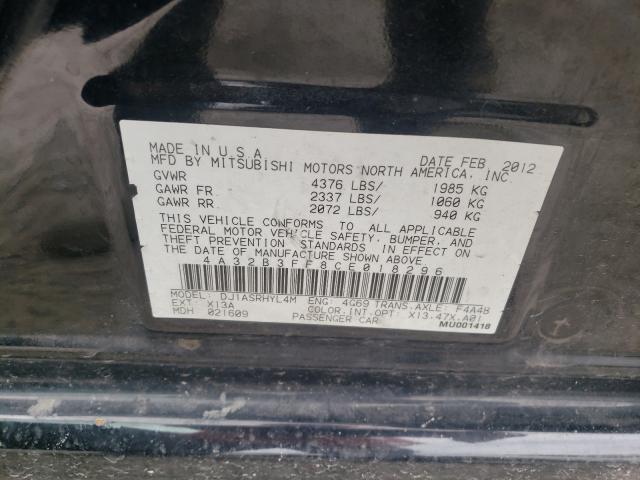 MADE IN U.S.A. DATE FEB 2012
MFD BY MITSUBISHI MOTORS NORTH AMERICA, INC.
GVWR 4376 LBS/ 1985 KG
GAWR FR. 2337 LBS/ 1060 KG
GAWR RR. 2072 LBS/ 940 KG
THIS VEHICLE CONFORMS TO ALL APPLICABLE
FEDERAL MOTOR VEHICLE SAFETY, BUMPER, AND
THEFT PREVENTION STANDARDS IN EFFECT ON
THE DATE OF MANUFACTURE SHOWN ABOVE.
4A32B3FF8CE018296
MODEL: DJ1ASRHYL4M ENG: 4G69 TRANS.AXLE: F4A4B
EXT: X13A COLOR.INT.OPT: X13.47X.A01
MDH 021609 PASSENGER CAR MU001418